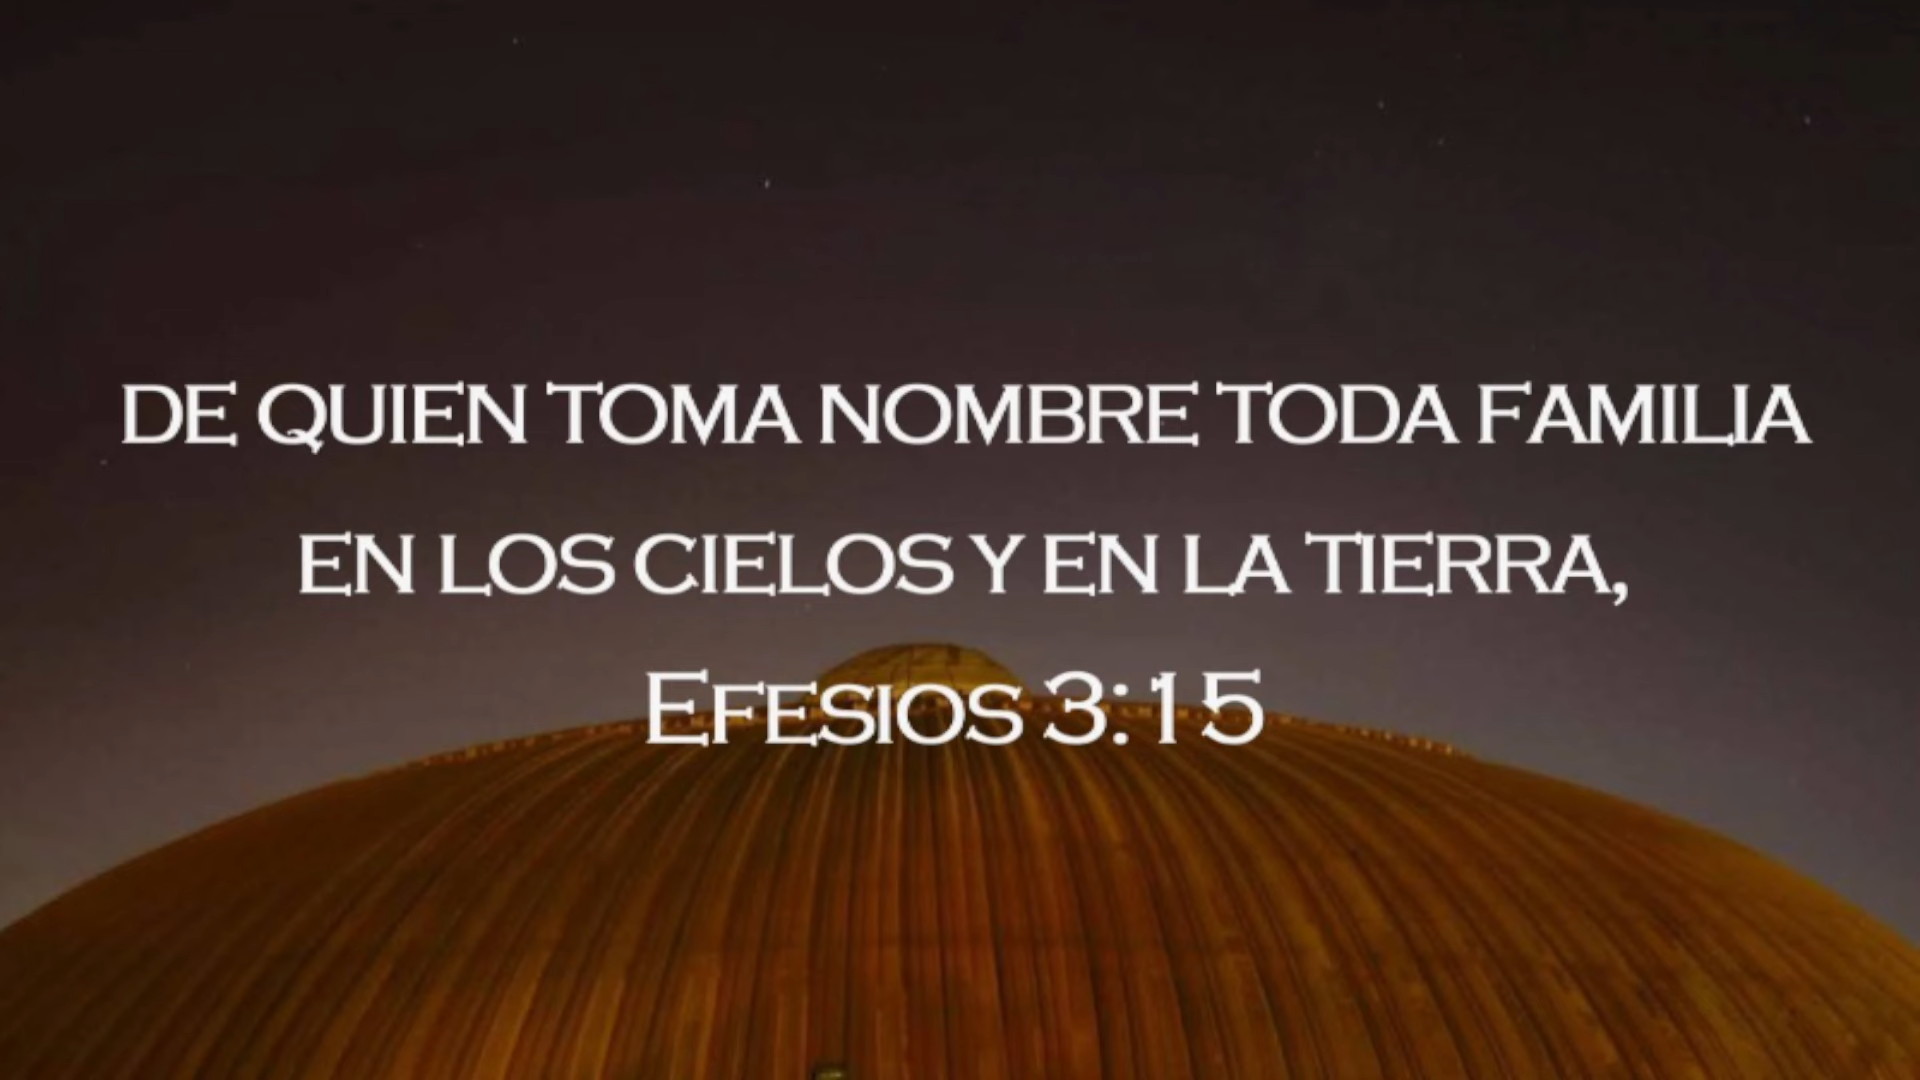 DE QUIEN TOMA NOMBRE TODA FAMILIA
EN LOS CIELOS Y EN LA TIERRA,
EFESIOS 3:15